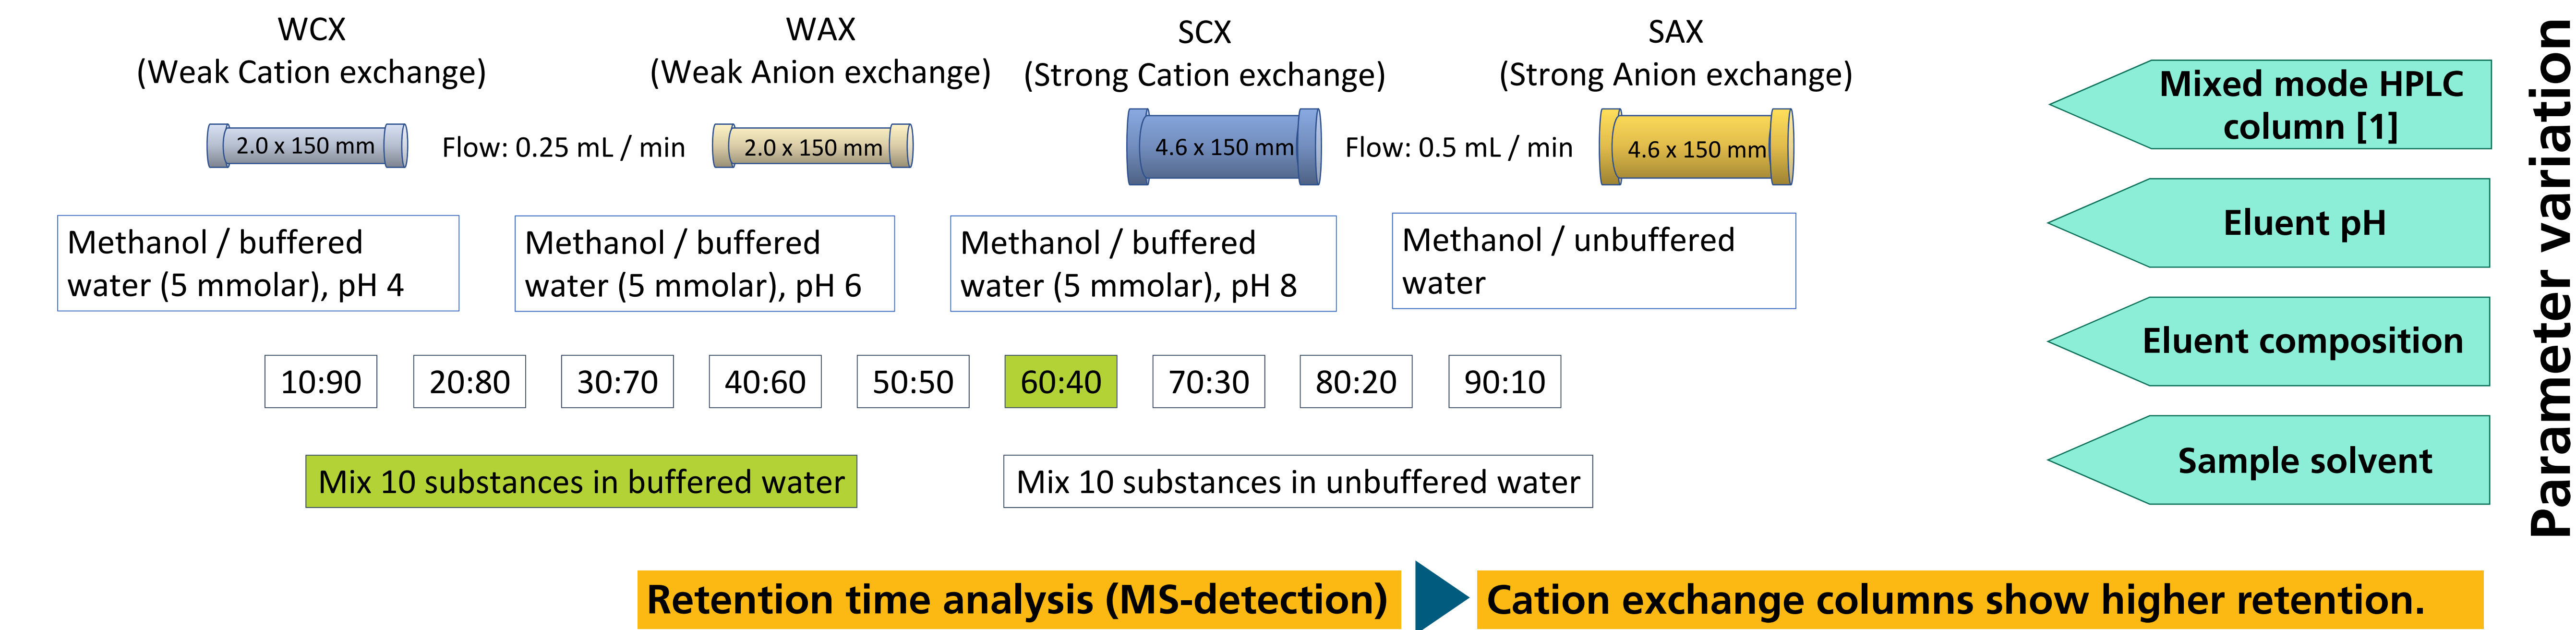 WCX
(Weak Cation exchange)
WAX
(Weak Anion exchange)
SCX
(Strong Cation exchange)
SAX
(Strong Anion exchange)
Mixed mode HPLC
column [1]
2.0 x 150 mm
Flow: 0.25 mL / min
2.0 x 150 mm
4.6 x 150 mm
Flow: 0.5 mL / min
4.6 x 150 mm
Methanol / buffered
water (5 mmolar), pH 4
Methanol / buffered
water (5 mmolar), pH 6
Methanol / buffered
water (5 mmolar), pH 8
Methanol / unbuffered
water
Eluent pH
10:90
20:80
30:70
40:60
50:50
60:40
70:30
80:20
90:10
Eluent composition
Mix 10 substances in buffered water
Mix 10 substances in unbuffered water
Sample solvent
Parameter variation
Retention time analysis (MS-detection)
Cation exchange columns show higher retention.